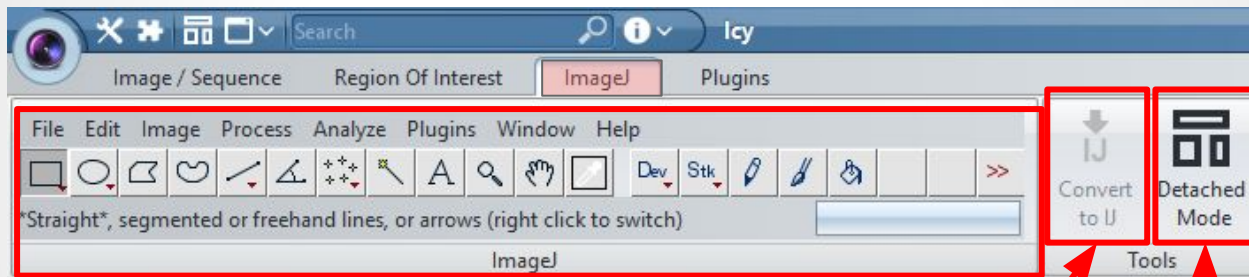 Search Icy
Image / Sequence Region Of Interest ImageJ Plugins
File Edit Image Process Analyze Plugins Window Help
A Dev Stk >>
*Straight*, segmented or freehand lines, or arrows (right click to switch)
ImageJ
IJ
Convert
to IJ
Detached
Mode
Tools